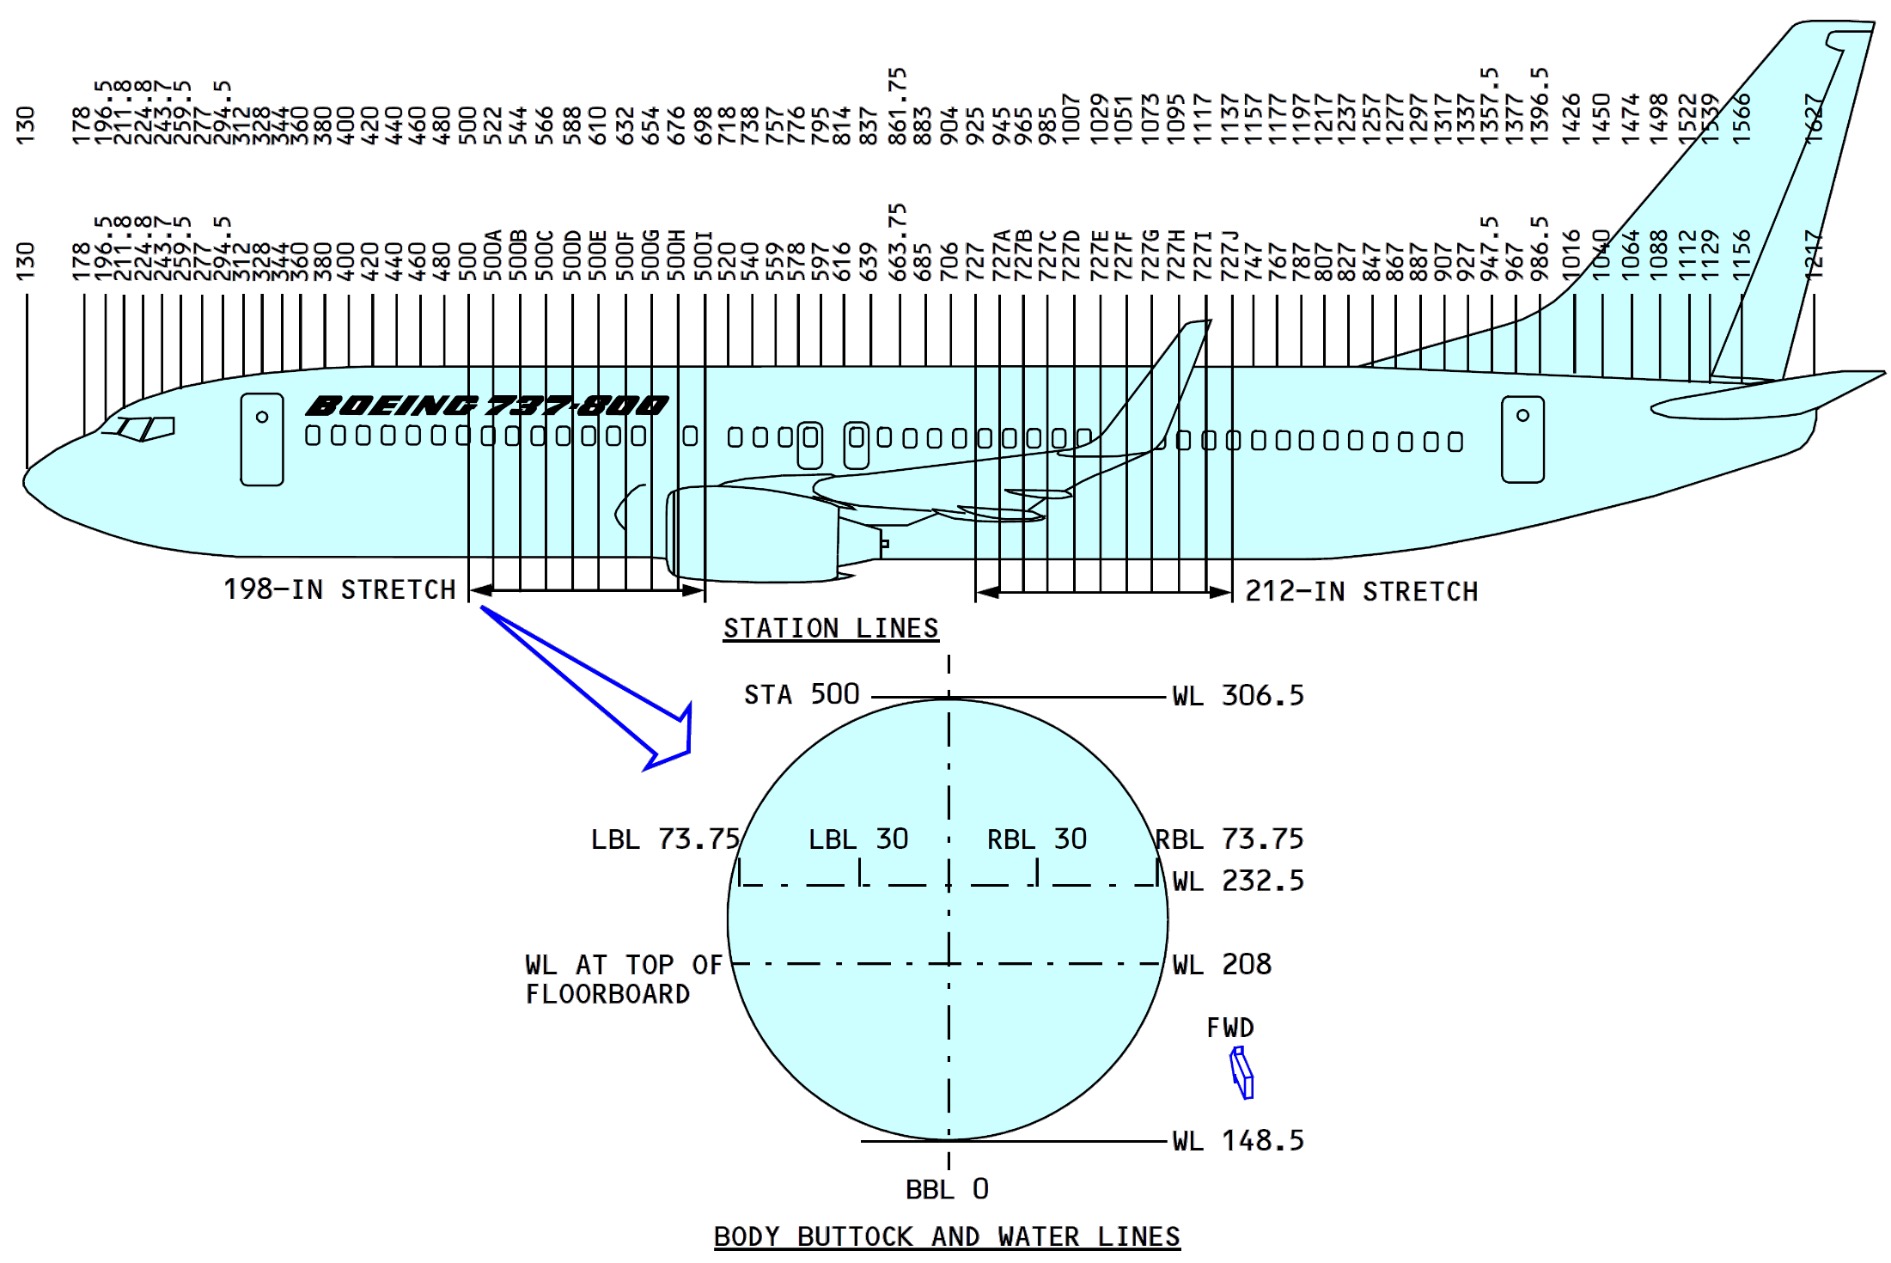 130 178 196.5 211.8 224.8 243.7 259.5 277 294.5 312 328 344 360 380 400 420 440 460 480 500 522 544 566 588 610 632 654 676 698 718 738 757 776 795 814 837 861.75 883 904 925 945 965 985 1007 1029 1051 1073 1095 1117 1137 1157 1177 1197 1217 1237 1257 1277 1297 1317 1337 1357.5 1377 1396.5 1426 1450 1474 1498 1522 1539 1566 1627
130 178 196.5 211.8 224.8 243.7 259.5 277 294.5 312 328 344 360 380 400 420 440 460 480 500 500A 500B 500C 500D 500E 500F 500G 500H 500I 520 540 559 578 597 616 639 663.75 685 706 727 727A 727B 727C 727D 727E 727F 727G 727H 727I 727J 747 767 787 807 827 847 867 887 907 927 947.5 967 986.5 1016 1040 1064 1088 1112 1129 1156 1217
BOEING 737-800
198-IN STRETCH
212-IN STRETCH
STATION LINES
STA 500
WL 306.5
LBL 73.75
LBL 30
RBL 30
RBL 73.75
WL 232.5
WL AT TOP OF
FLOORBOARD
WL 208
FWD
WL 148.5
BBL 0
BODY BUTTOCK AND WATER LINES